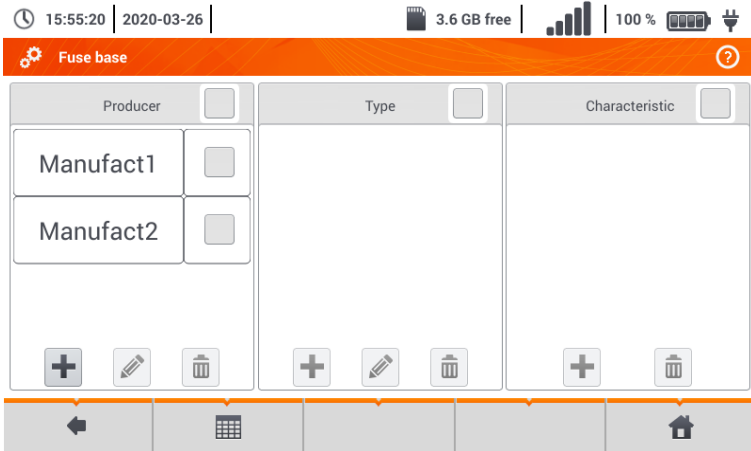 15:55:20 2020-03-26 3.6 GB free 100 %
Fuse base ?
Producer Type Characteristic
Manufact1
Manufact2